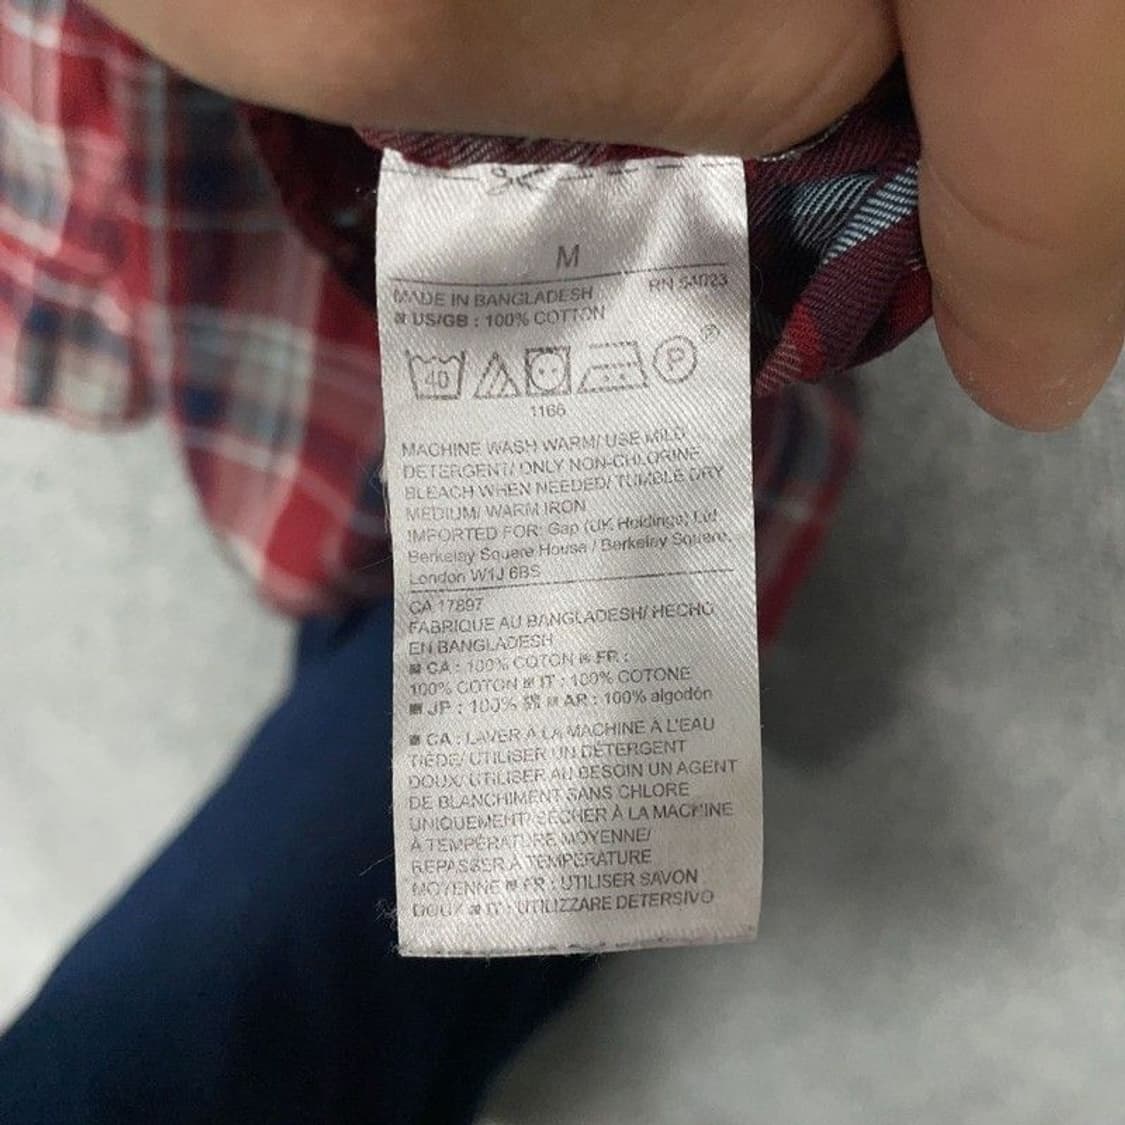 M
RN 54023
MADE IN BANGLADESH
US/GB : 100% COTTON
40 P
1166
MACHINE WASH WARM/ USE MILD
DETERGENT/ ONLY NON-CHLORINE
BLEACH WHEN NEEDED/ TUMBLE DRY
MEDIUM/ WARM IRON
IMPORTED FOR: Gap (UK Holdings) Ltd.
Berkeley Square House / Berkeley Square,
London W1J 6BS
CA 17897
FABRIQUE AU BANGLADESH/ HECHO
EN BANGLADESH
CA : 100% COTON FR :
100% COTON IT : 100% COTONE
JP : 100% 綿 AR : 100% algodón
CA : LAVER À LA MACHINE À L'EAU
TIÈDE/ UTILISER UN DÉTERGENT
DOUX/ UTILISER AU BESOIN UN AGENT
DE BLANCHIMENT SANS CHLORE
UNIQUEMENT/ SÉCHER À LA MACHINE
À TEMPÉRATURE MOYENNE/
REPASSER À TEMPÉRATURE
MOYENNE FR : UTILISER SAVON
DOUX IT : UTILIZZARE DETERSIVO